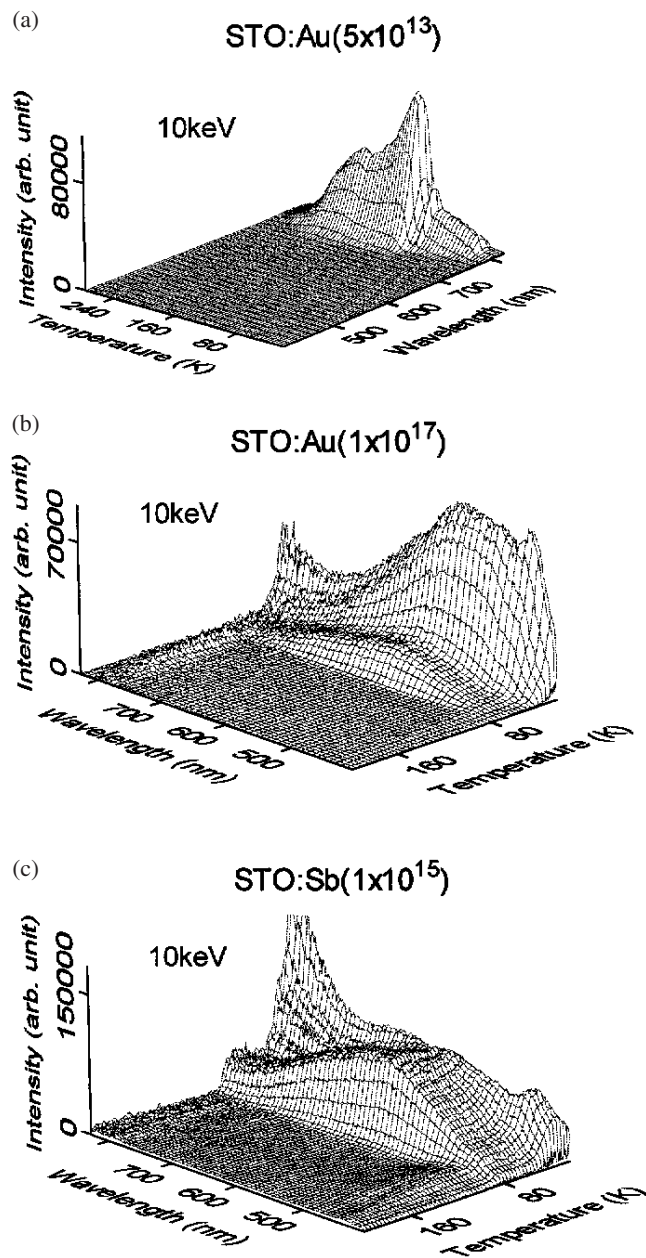 (a)
STO:Au(5x10¹³)
10keV
Intensity (arb. unit)
80000
0
240 160 80
Temperature (K)
500 600 700
Wavelength (nm)
(b)
STO:Au(1x10¹⁷)
10keV
Intensity (arb. unit)
70000
0
700 600 500
Wavelength (nm)
160 80
Temperature (K)
(c)
STO:Sb(1x10¹⁵)
10keV
Intensity (arb. unit)
150000
0
700 600 500
Wavelength (nm)
160 80
Temperature (K)